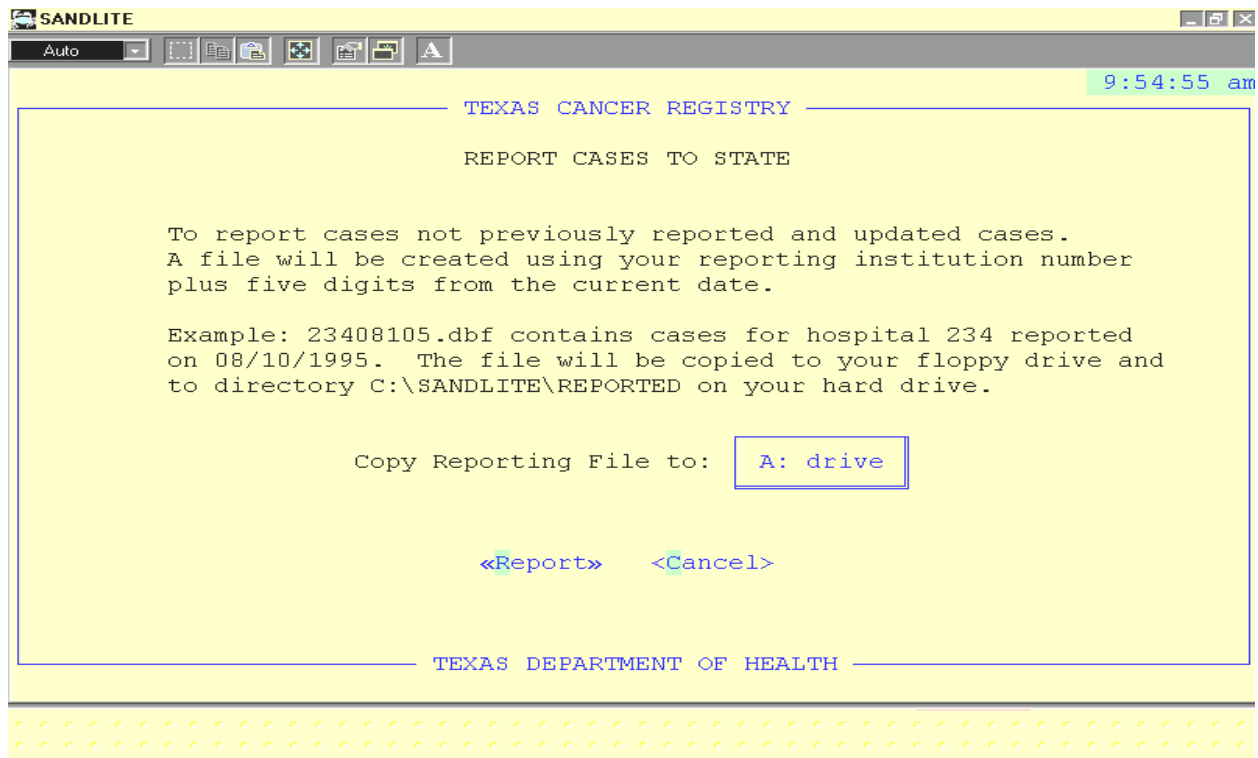 SANDLITE
Auto
A
9:54:55 am
TEXAS CANCER REGISTRY
REPORT CASES TO STATE
To report cases not previously reported and updated cases.
A file will be created using your reporting institution number
plus five digits from the current date.
Example: 23408105.dbf contains cases for hospital 234 reported
on 08/10/1995.  The file will be copied to your floppy drive and
to directory C:\SANDLITE\REPORTED on your hard drive.
Copy Reporting File to: A: drive
«Report» <Cancel>
TEXAS DEPARTMENT OF HEALTH